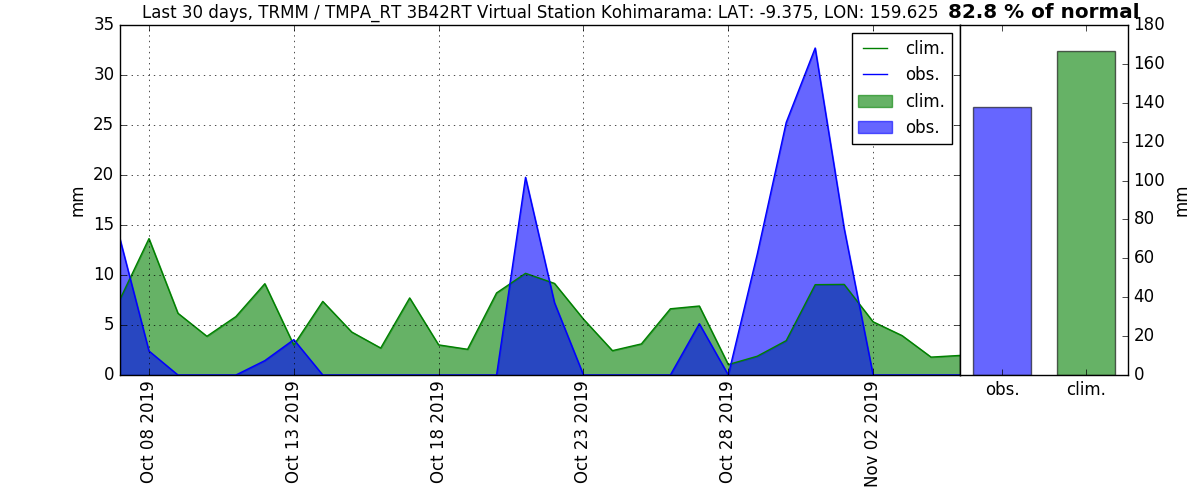 Last 30 days, TRMM / TMPA_RT 3B42RT Virtual Station Kohimarama: LAT: -9.375, LON: 159.625 82.8 % of normal
35
30
25
20
15
10
5
0
mm
clim.
obs.
clim.
obs.
Oct 08 2019
Oct 13 2019
Oct 18 2019
Oct 23 2019
Oct 28 2019
Nov 02 2019
180
160
140
120
100
80
60
40
20
0
mm
obs.
clim.